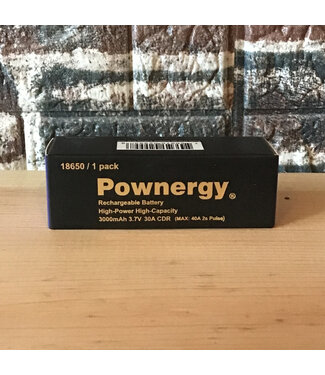 18650 / 1 pack
Pownergy®
Rechargeable Battery
High-Power High-Capacity
3000mAh 3.7V 30A CDR (MAX: 40A 2s Pulse)